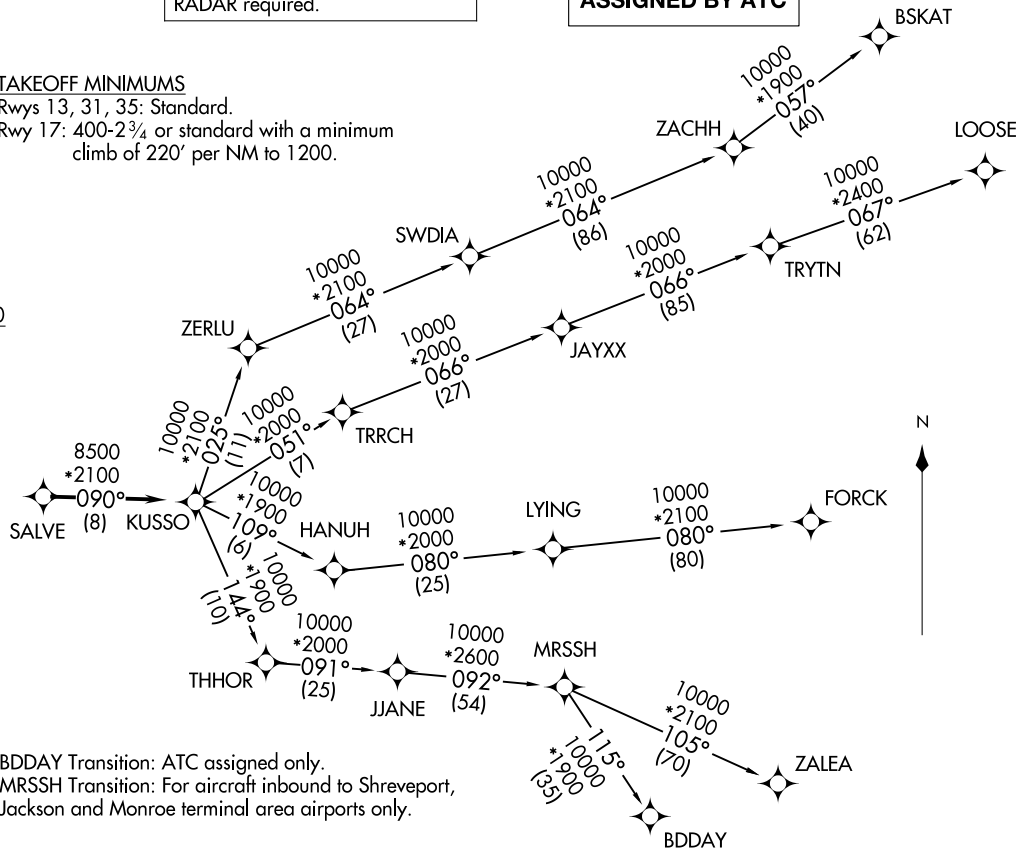 RADAR required.
ASSIGNED BY ATC
BSKAT
TAKEOFF MINIMUMS
Rwys 13, 31, 35: Standard.
Rwy 17: 400-2¾ or standard with a minimum
climb of 220' per NM to 1200.
10000
*1900
057°
(40)
ZACHH
LOOSE
10000
*2100
064°
(86)
10000
*2400
067°
(62)
SWDIA
10000
*2100
064°
(27)
10000
*2000
066°
(85)
TRYTN
ZERLU
10000
*2000
066°
(27)
JAYXX
10000
*2100
025°
(11)
10000
*2000
051°
(7)
TRRCH
N
8500
*2100
090°
(8)
SALVE
KUSSO
10000
*1900
109°
(6)
HANUH
10000
*2000
080°
(25)
LYING
10000
*2100
080°
(80)
FORCK
10000
*1900
144°
(10)
THHOR
10000
*2000
091°
(25)
JJANE
10000
*2600
092°
(54)
MRSSH
10000
*2100
105°
(70)
ZALEA
115°
10000
*1900
(35)
BDDAY
BDDAY Transition: ATC assigned only.
MRSSH Transition: For aircraft inbound to Shreveport,
Jackson and Monroe terminal area airports only.